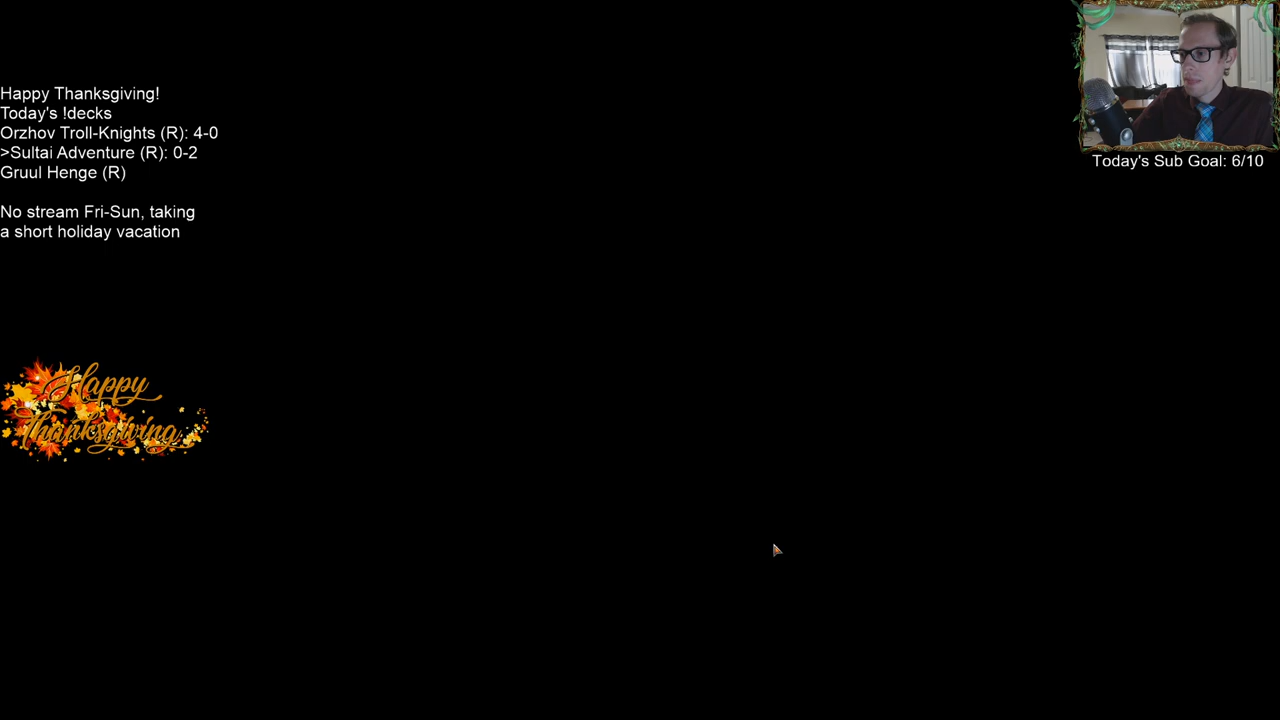 Happy Thanksgiving!
Today's !decks
Orzhov Troll-Knights (R): 4-0
>Sultai Adventure (R): 0-2
Gruul Henge (R)
No stream Fri-Sun, taking
a short holiday vacation
Happy
Thanksgiving
Today's Sub Goal: 6/10